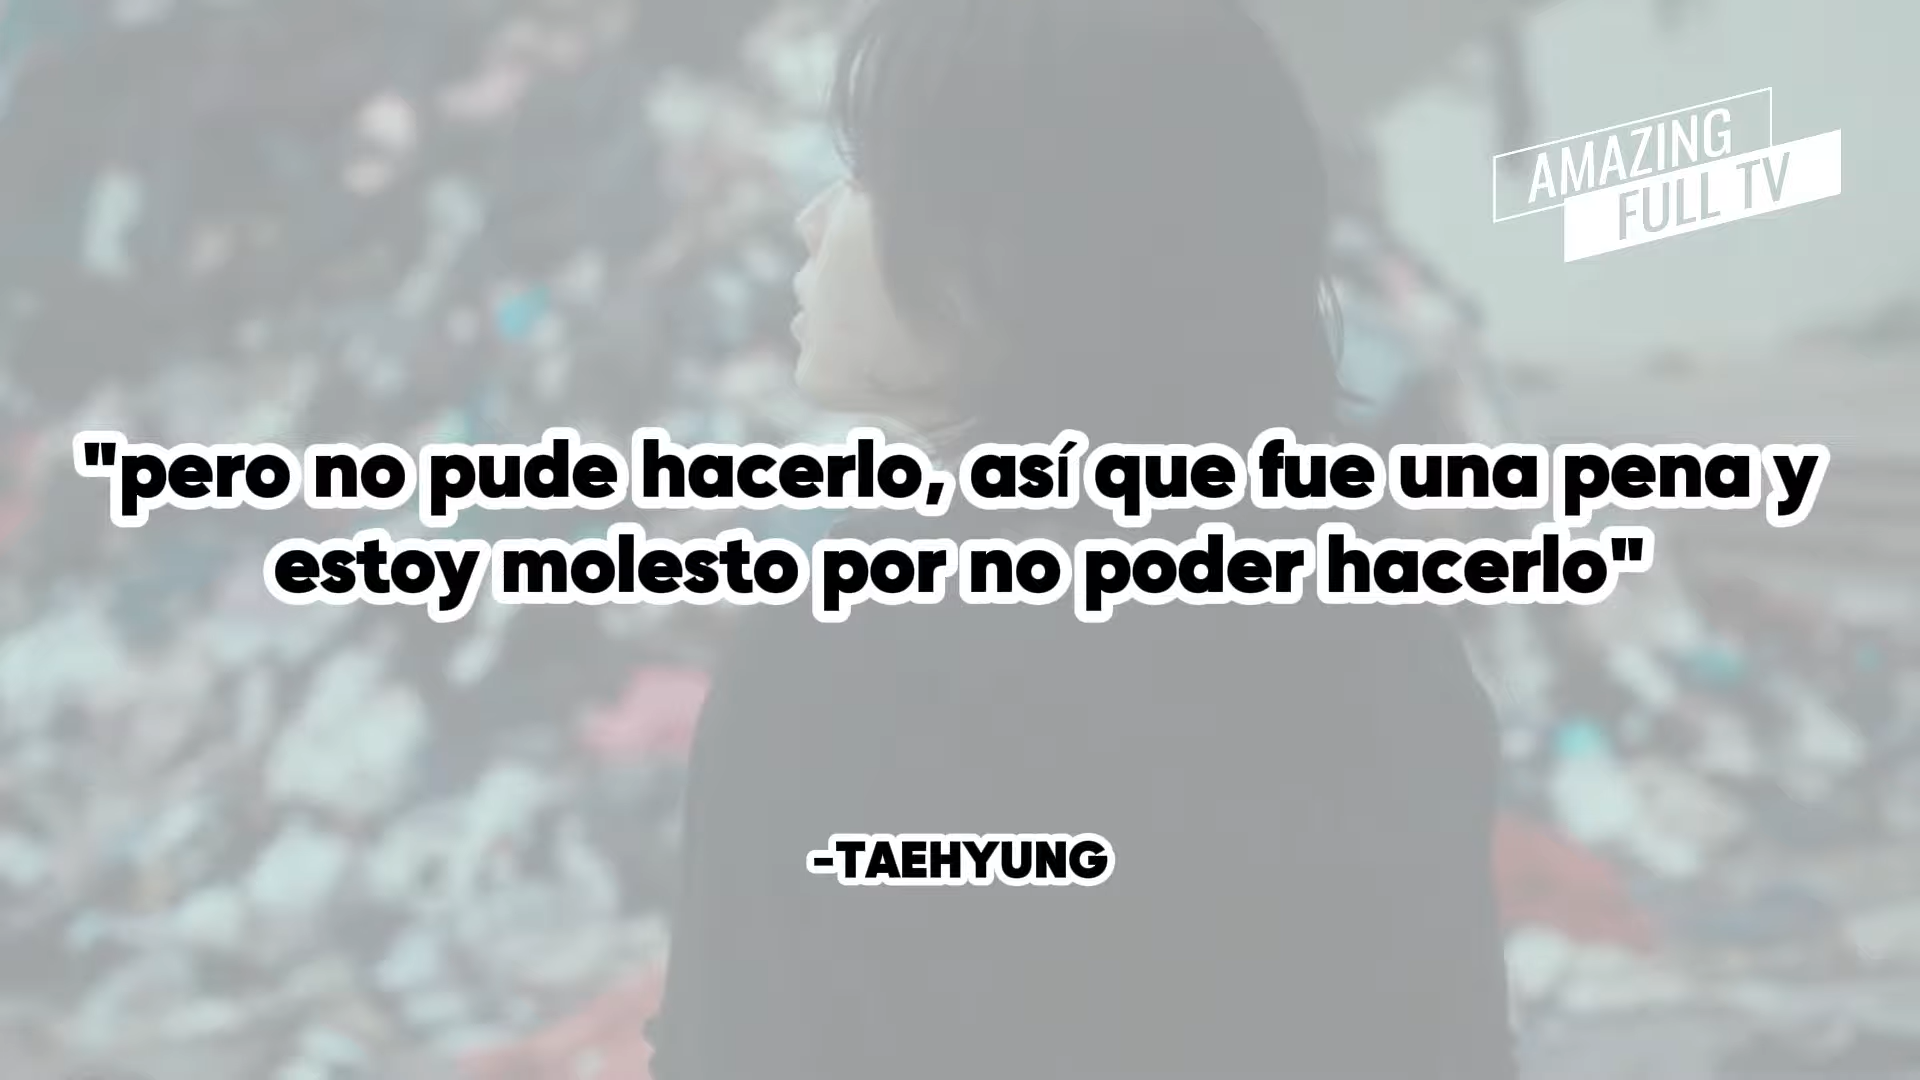 AMAZING
FULL TV
"pero no pude hacerlo, así que fue una pena y
estoy molesto por no poder hacerlo"
-TAEHYUNG